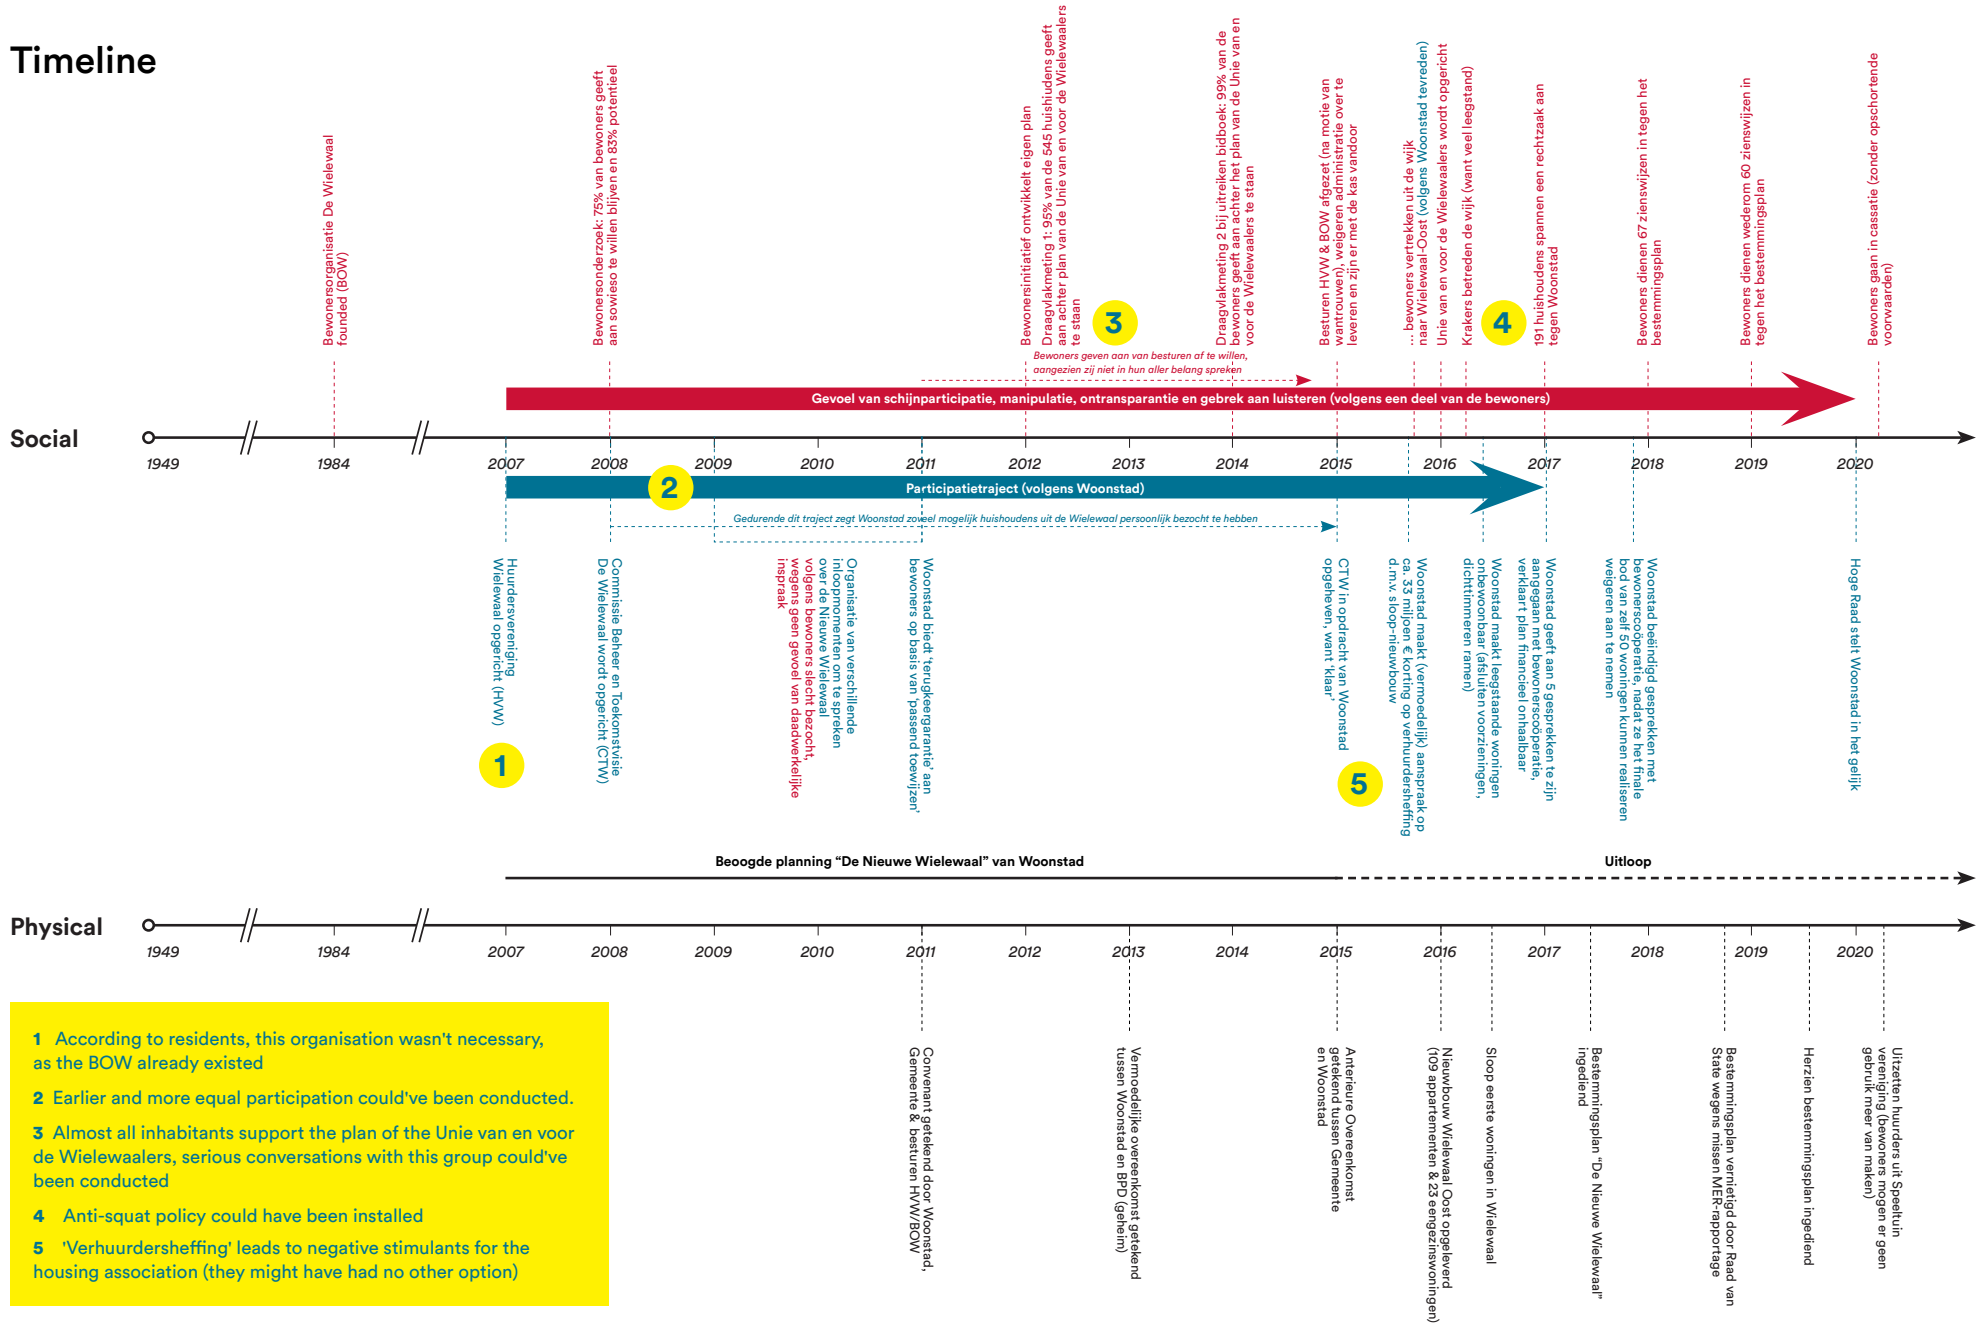 Timeline
Bewonersorganisatie De Wielewaal
founded (BOW)
Bewonersonderzoek: 75% van bewoners geeft
aan sowieso te willen blijven en 83% potentieel
Bewonersinitiatief ontwikkelt eigen plan
Draagvlakmeting 1: 95% van de 545 huishiudens geeft
aan achter plan van de Unie van en voor de Wielewaalers
te staan
3
Draagvlakmeting 2 bij uitreiken bidboek: 99% van de
bewoners geeft aan achter het plan van de Unie van en
voor de Wielewaalers te staan
Besturen HVW & BOW afgezet (na motie van
wantrouwen), weigeren administratie over te
leveren en zijn er met de kas vandoor
... bewoners vertrekken uit de wijk
naar Wielewaal-Oost (volgens Woonstad tevreden)
Unie van en voor de Wielewaalers wordt opgericht
Krakers betreden de wijk (want veel leegstand)
4
191 huishoudens spannen een rechtzaak aan
tegen Woonstad
Bewoners dienen 67 zienswijzen in tegen het
bestemmingsplan
Bewoners dienen wederom 60 zienswijzen in
tegen het bestemmingsplan
Bewoners gaan in cassatie (zonder opschortende
voorwaarden)
Bewoners geven aan van besturen af te willen,
aangezien zij niet in hun aller belang spreken
Gevoel van schijnparticipatie, manipulatie, ontransparantie en gebrek aan luisteren (volgens een deel van de bewoners)
Social
1949 1984 2007 2008 2009 2010 2011 2012 2013 2014 2015 2016 2017 2018 2019 2020
2
Participatietraject (volgens Woonstad)
Gedurende dit traject zegt Woonstad zoveel mogelijk huishoudens uit de Wielewaal persoonlijk bezocht te hebben
Huurdersvereniging
Wielewaal opgericht (HVW)
1
Commissie Beheer en Toekomstvisie
De Wielewaal wordt opgericht (CTW)
Organisatie van verschillende
inloopmomenten om te spreken
over de Nieuwe Wielewaal
volgens bewoners slecht bezocht,
wegens geen gevoel van daadwerkelijke
inspraak
Woonstad biedt 'terugkeergarantie' aan
bewoners op basis van 'passend toewijzen'
CTW in opdracht van Woonstad
opgeheven, want 'klaar'
5
Woonstad maakt (vermoedelijk) aanspraak op
ca. 33 miljoen € korting op verhuurdersheffing
d.m.v. sloop-nieuwbouw
Woonstad maakt leegstaande woningen
onbewoonbaar (afsluiten voorzieningen,
dichttimmeren ramen)
Woonstad geeft aan 5 gesprekken te zijn
aangegaan met bewonerscoöperatie,
verklaart plan financieel onhaalbaar
Woonstad beëindigd gesprekken met
bewonerscoöperatie, nadat ze het finale
bod van zelf 50 woningen kunnen realiseren
weigeren aan te nemen
Hoge Raad stelt Woonstad in het gelijk
Beoogde planning “De Nieuwe Wielewaal” van Woonstad
Uitloop
Physical
1949 1984 2007 2008 2009 2010 2011 2012 2013 2014 2015 2016 2017 2018 2019 2020
Convenant getekend door Woonstad,
Gemeente & besturen HVW/BOW
Vermoedelijke overeenkomst getekend
tussen Woonstad en BPD (geheim)
Anterieure Overeenkomst
getekend tussen Gemeente
en Woonstad
Nieuwbouw Wielewaal Oost opgeleverd
(109 appartementen & 23 eengezinswoningen)
Sloop eerste woningen in Wielewaal
Bestemmingsplan “De Nieuwe Wielewaal”
ingediend
Bestemmingsplan vernietigd door Raad van
State wegens missen MER-rapportage
Herzien bestemmingsplan ingediend
Uitzetten huurders uit Speeltuin
vereniging (bewoners mogen er geen
gebruik meer van maken)
1 According to residents, this organisation wasn't necessary,
as the BOW already existed
2 Earlier and more equal participation could've been conducted.
3 Almost all inhabitants support the plan of the Unie van en voor
de Wielewaalers, serious conversations with this group could've
been conducted
4 Anti-squat policy could have been installed
5 'Verhuurdersheffing' leads to negative stimulants for the
housing association (they might have had no other option)